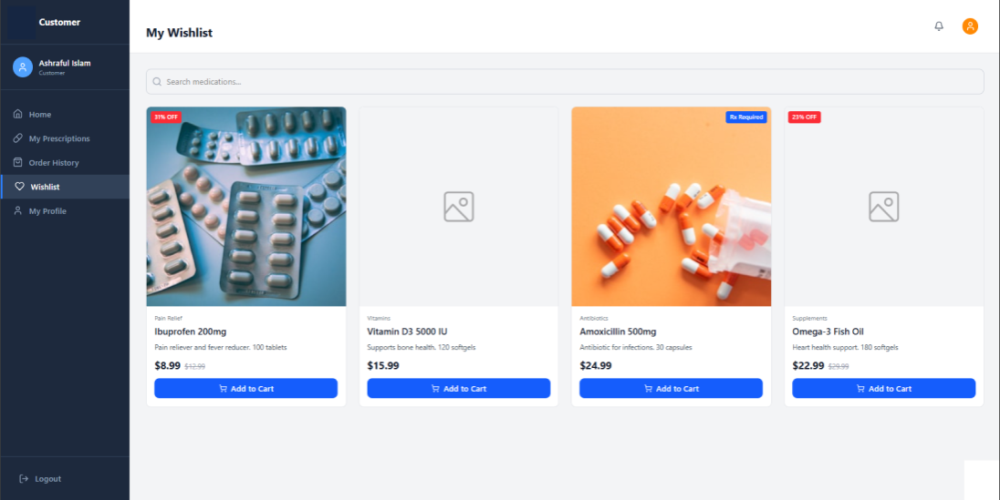 Customer
Ashraful Islam
Customer
Home
My Prescriptions
Order History
Wishlist
My Profile
Logout
My Wishlist
Search medications...
31% OFF
Pain Relief
Ibuprofen 200mg
Pain reliever and fever reducer. 100 tablets
$8.99 $12.99
Add to Cart
Vitamins
Vitamin D3 5000 IU
Supports bone health. 120 softgels
$15.99
Add to Cart
Rx Required
Antibiotics
Amoxicillin 500mg
Antibiotic for infections. 30 capsules
$24.99
Add to Cart
23% OFF
Supplements
Omega-3 Fish Oil
Heart health support. 180 softgels
$22.99 $29.99
Add to Cart